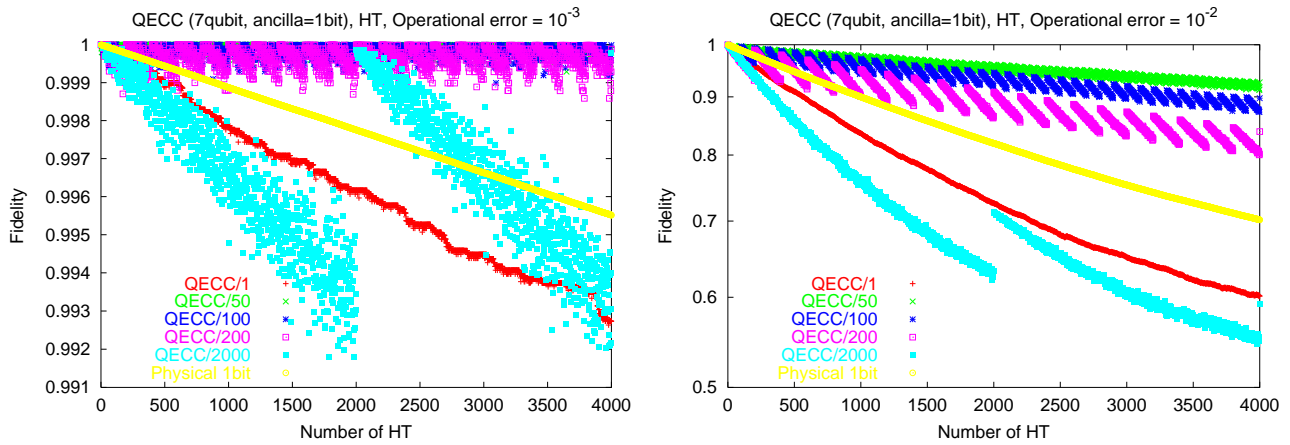 QECC (7qubit, ancilla=1bit), HT, Operational error = 10⁻³
Fidelity
1
0.999
0.998
0.997
0.996
0.995
0.994
0.993
0.992
0.991
QECC/1
QECC/50
QECC/100
QECC/200
QECC/2000
Physical 1bit
0 500 1000 1500 2000 2500 3000 3500 4000
Number of HT
QECC (7qubit, ancilla=1bit), HT, Operational error = 10⁻²
Fidelity
1
0.9
0.8
0.7
0.6
0.5
QECC/1
QECC/50
QECC/100
QECC/200
QECC/2000
Physical 1bit
0 500 1000 1500 2000 2500 3000 3500 4000
Number of HT